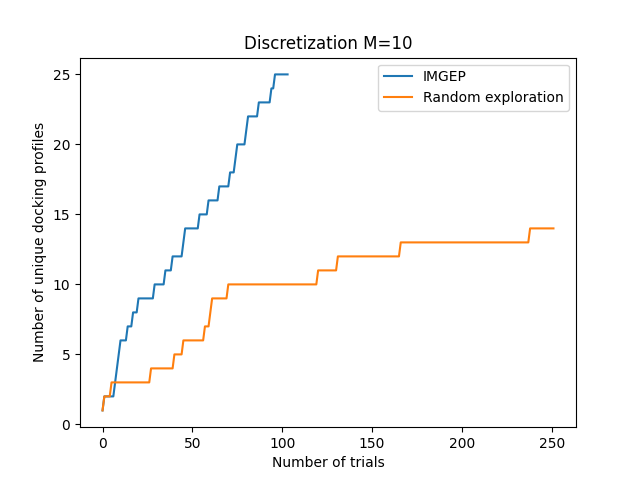 Discretization M=10
IMGEP
Random exploration
Number of unique docking profiles
25
20
15
10
5
0
0 50 100 150 200 250
Number of trials